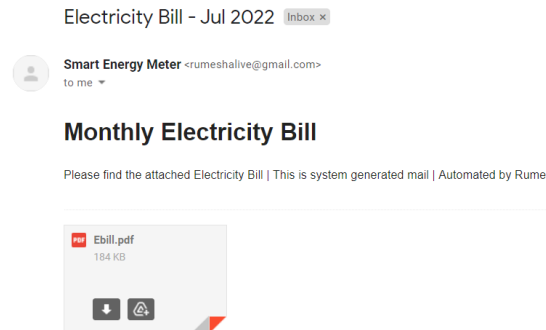 Electricity Bill - Jul 2022 Inbox ×
Smart Energy Meter <rumeshalive@gmail.com>
to me
Monthly Electricity Bill
Please find the attached Electricity Bill | This is system generated mail | Automated by Rume
PDF Ebill.pdf
184 KB